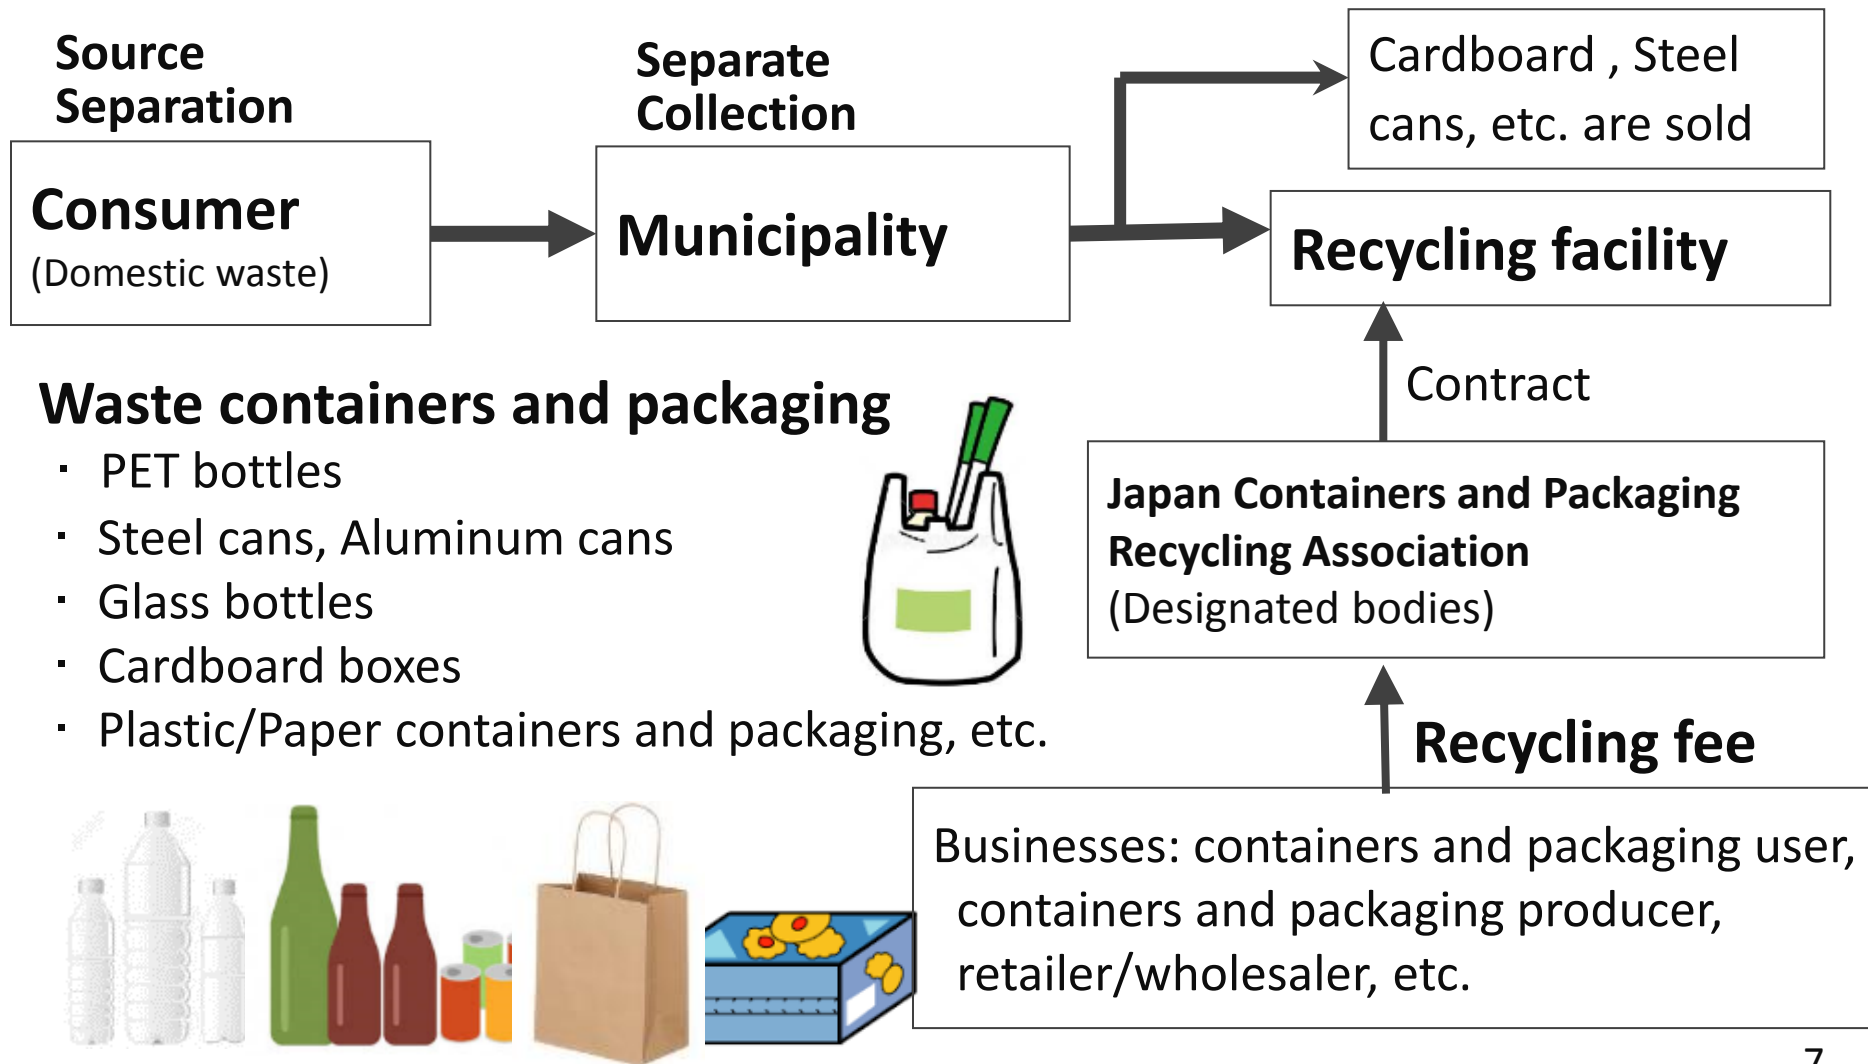 Source
Separation
Separate
Collection
Cardboard , Steel
cans, etc. are sold
Consumer
(Domestic waste)
Municipality
Recycling facility
Contract
Waste containers and packaging
・ PET bottles
・ Steel cans, Aluminum cans
・ Glass bottles
・ Cardboard boxes
・ Plastic/Paper containers and packaging, etc.
Japan Containers and Packaging
Recycling Association
(Designated bodies)
Recycling fee
Businesses: containers and packaging user,
containers and packaging producer,
retailer/wholesaler, etc.
7